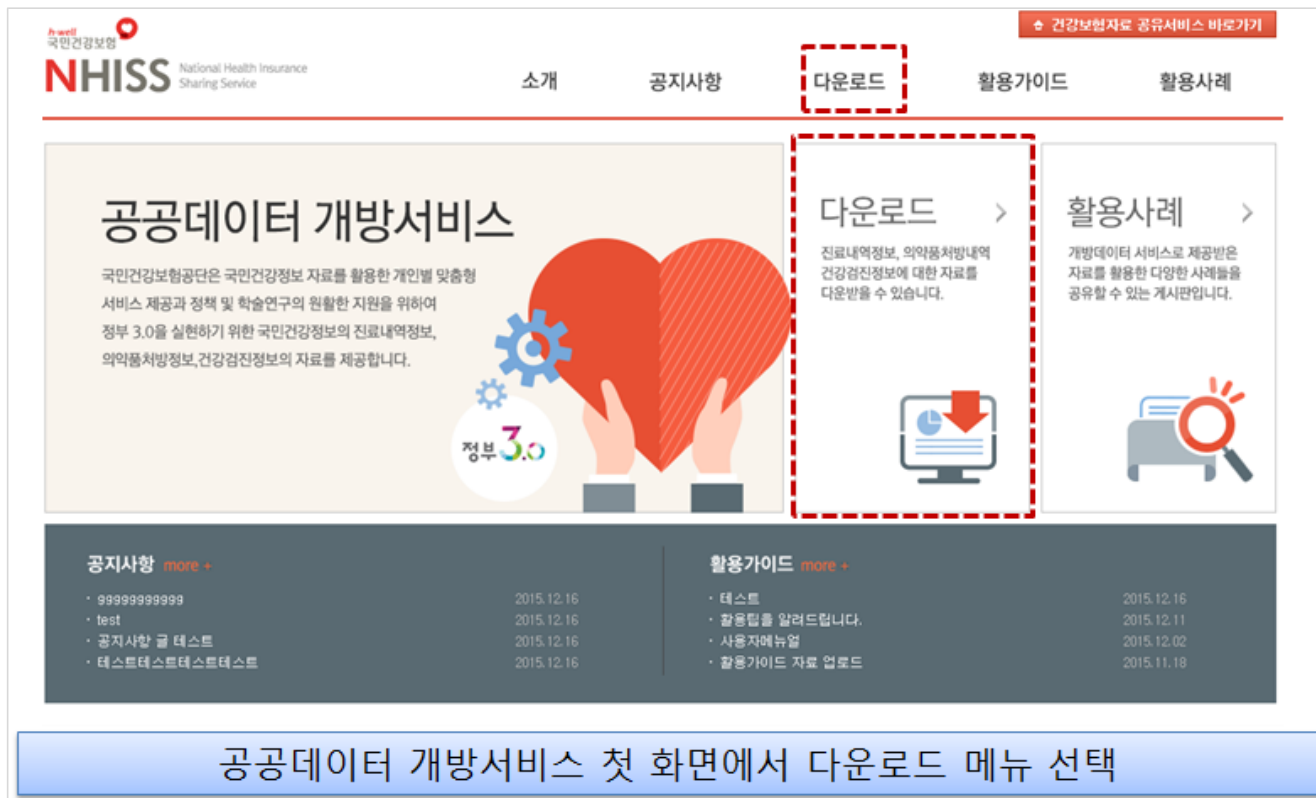 h-well
국민건강보험
NHISS National Health Insurance
Sharing Service
건강보험자료 공유서비스 바로가기
소개 공지사항 다운로드 활용가이드 활용사례
공공데이터 개방서비스
국민건강보험공단은 국민건강정보 자료를 활용한 개인별 맞춤형
서비스 제공과 정책 및 학술연구의 원활한 지원을 위하여
정부 3.0을 실현하기 위한 국민건강정보의 진료내역정보,
의약품처방정보,건강검진정보의 자료를 제공합니다.
정부 3.0
다운로드 >
진료내역정보, 의약품처방내역
건강검진정보에 대한 자료를
다운받을 수 있습니다.
활용사례 >
개방데이터 서비스로 제공받은
자료를 활용한 다양한 사례들을
공유할 수 있는 게시판입니다.
공지사항 more +
· ggggggggggg 2015.12.16
· test 2015.12.16
· 공지사항 글 테스트 2015.12.16
· 테스트테스트테스트테스트 2015.12.16
활용가이드 more +
· 테스트 2015.12.16
· 활용팁을 알려드립니다. 2015.12.11
· 사용자메뉴얼 2015.12.02
· 활용가이드 자료 업로드 2015.11.18
공공데이터 개방서비스 첫 화면에서 다운로드 메뉴 선택